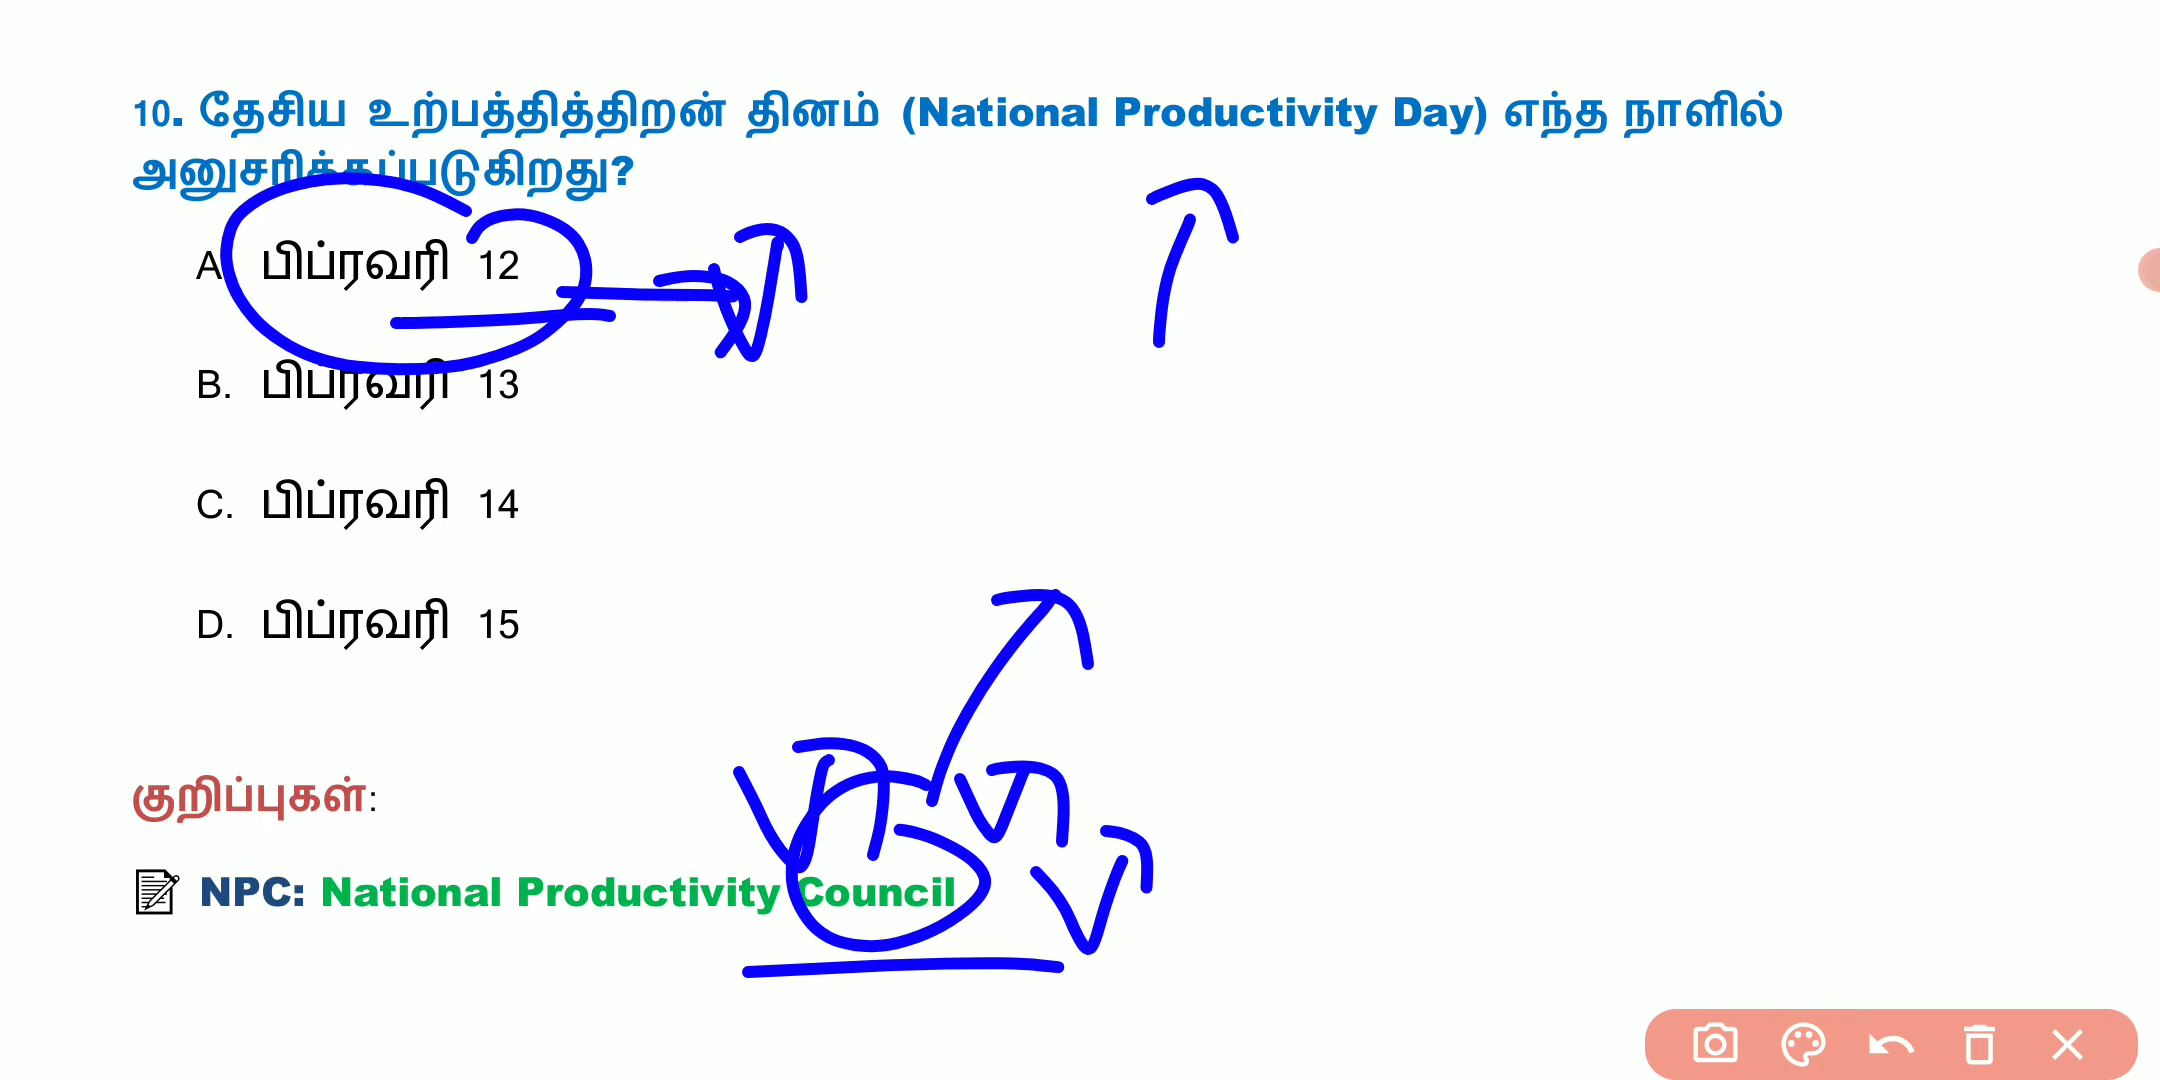 10. தேசிய உற்பத்தித்திறன் தினம் (National Productivity Day) எந்த நாளில்
அனுசரிக்கப்படுகிறது?
A பிப்ரவரி 12
B. பிப்ரவரி 13
C. பிப்ரவரி 14
D. பிப்ரவரி 15
குறிப்புகள்:
NPC: National Productivity Council